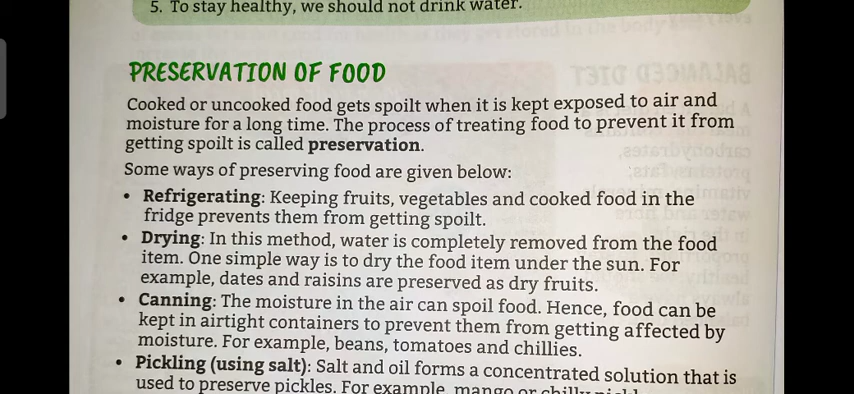 5. To stay healthy, we should not drink water.
PRESERVATION OF FOOD
Cooked or uncooked food gets spoilt when it is kept exposed to air and
moisture for a long time. The process of treating food to prevent it from
getting spoilt is called preservation.
Some ways of preserving food are given below:
• Refrigerating: Keeping fruits, vegetables and cooked food in the
fridge prevents them from getting spoilt.
• Drying: In this method, water is completely removed from the food
item. One simple way is to dry the food item under the sun. For
example, dates and raisins are preserved as dry fruits.
• Canning: The moisture in the air can spoil food. Hence, food can be
kept in airtight containers to prevent them from getting affected by
moisture. For example, beans, tomatoes and chillies.
• Pickling (using salt): Salt and oil forms a concentrated solution that is
used to preserve pickles. For example, mango or chilly